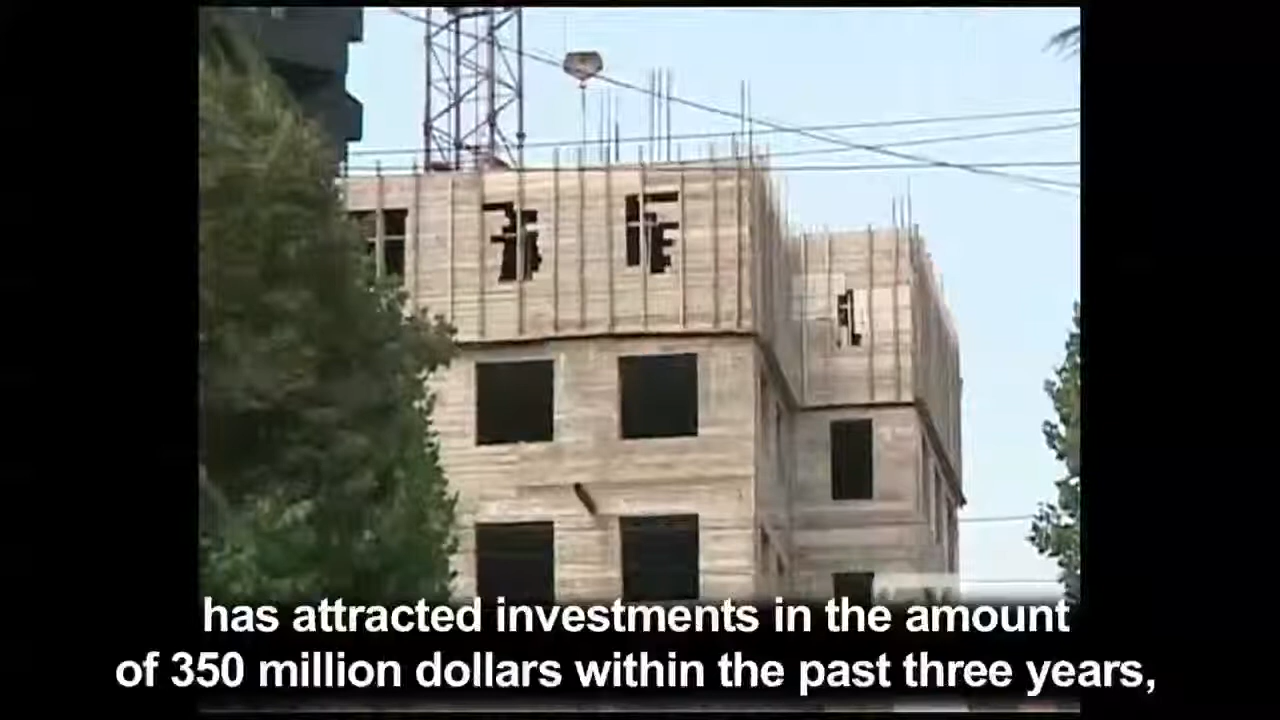 has attracted investments in the amount
of 350 million dollars within the past three years,